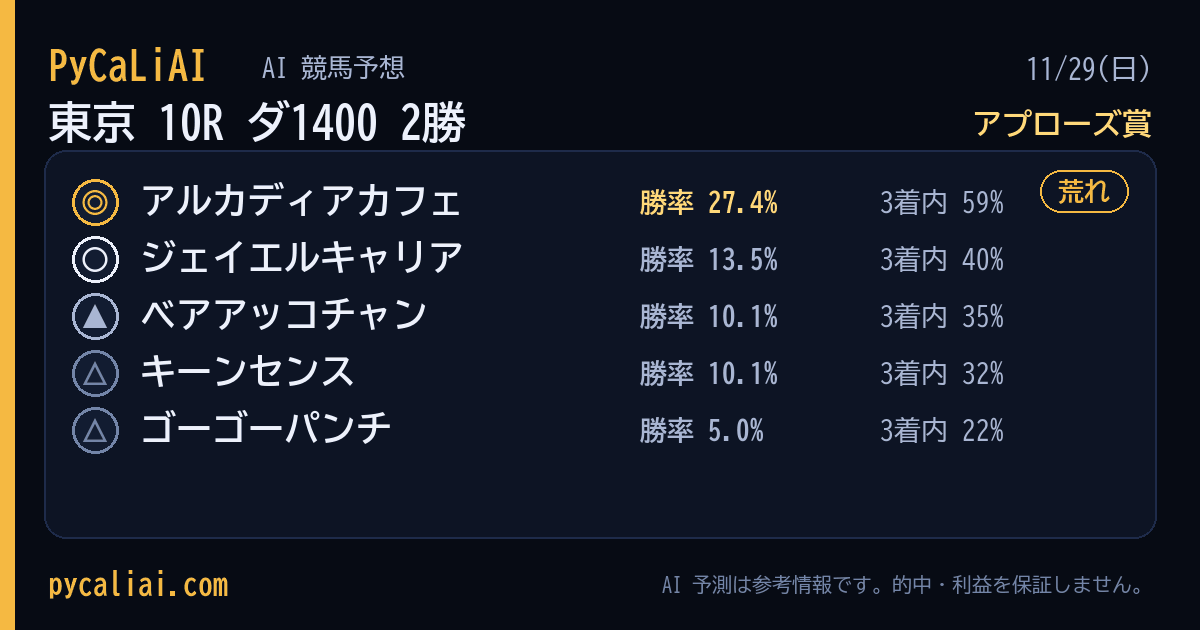 PyCaLiAI AI 競馬予想 11/29(日)
東京 10R ダ1400 2勝 アプローズ賞
◎ アルカディアカフェ 勝率 27.4% 3着内 59% 荒れ
○ ジェイエルキャリア 勝率 13.5% 3着内 40%
▲ ベアアッコチャン 勝率 10.1% 3着内 35%
△ キーンセンス 勝率 10.1% 3着内 32%
△ ゴーゴーパンチ 勝率 5.0% 3着内 22%
pycaliai.com AI 予測は参考情報です。的中・利益を保証しません。